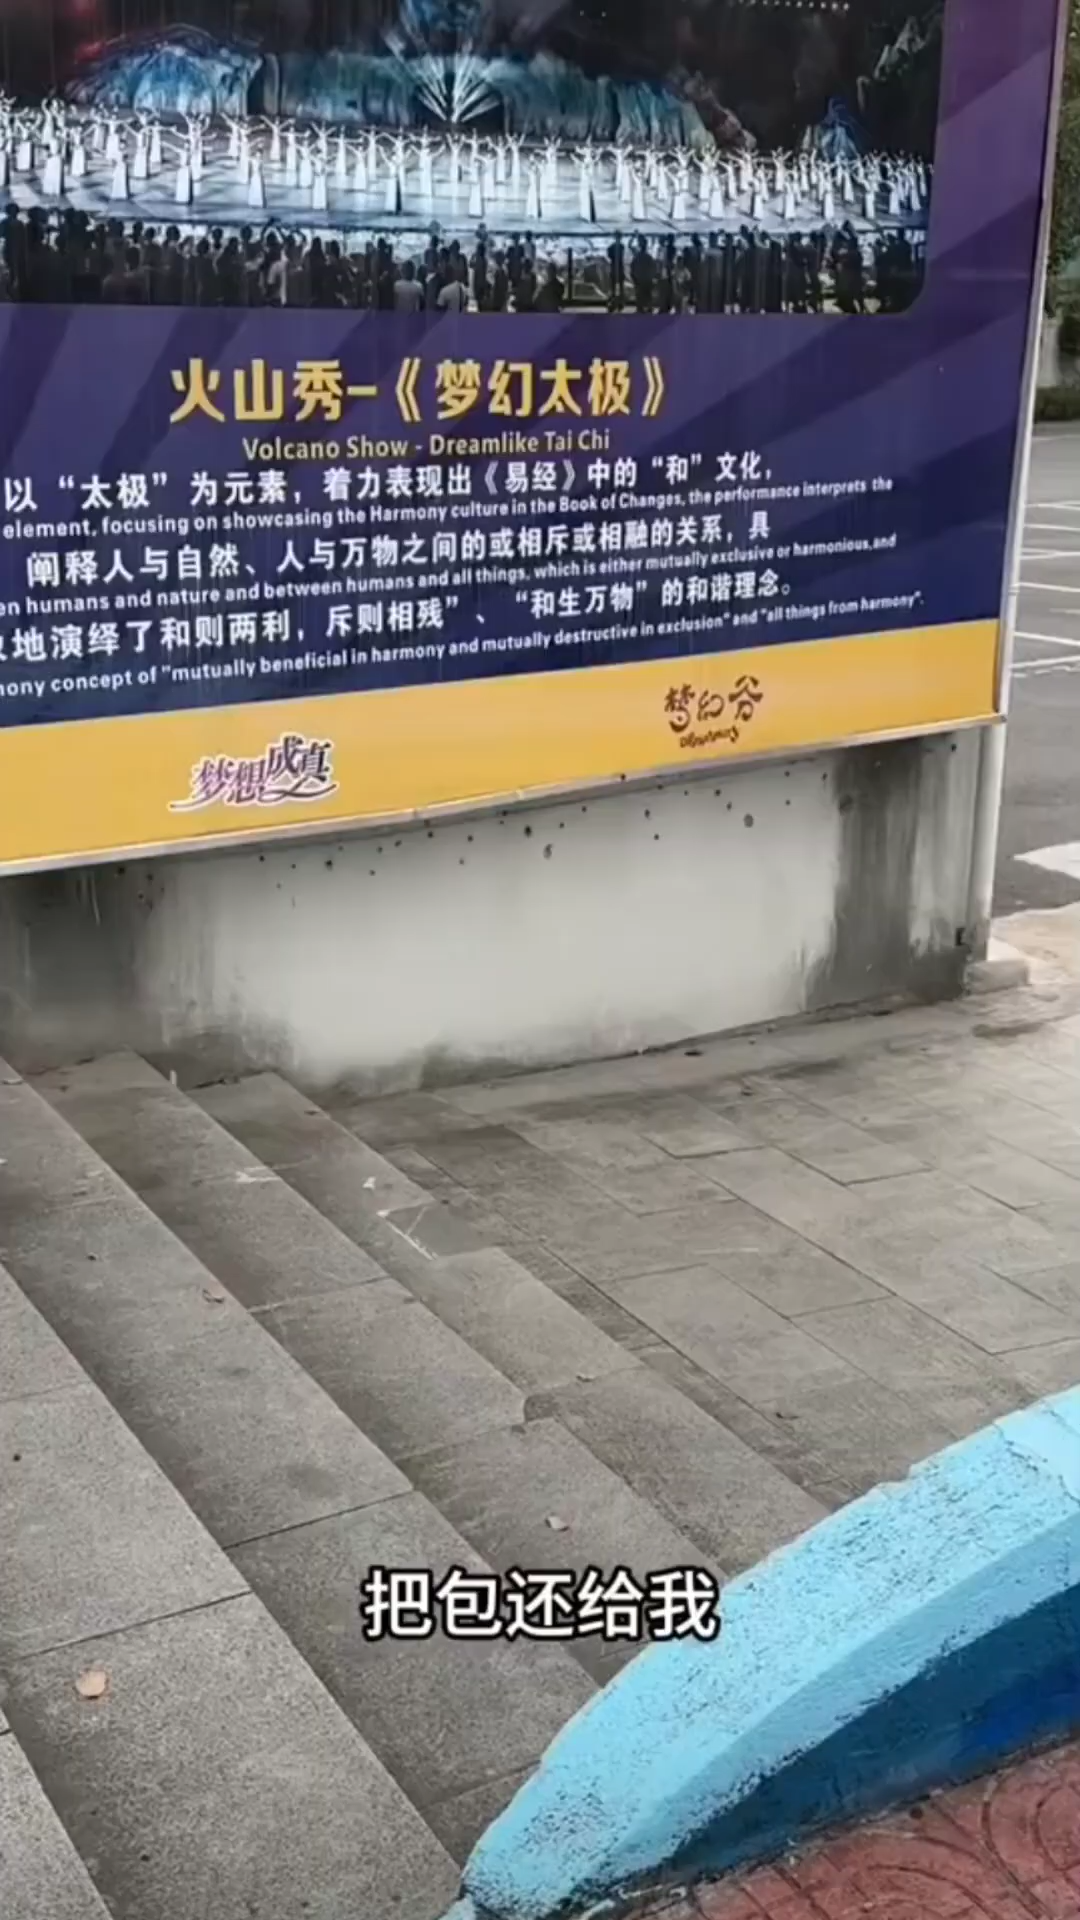 火山秀-《梦幻太极》
Volcano Show - Dreamlike Tai Chi
以“太极”为元素，着力表现出《易经》中的“和”文化，
element, focusing on showcasing the Harmony culture in the Book of Changes, the performance interprets the
阐释人与自然、人与万物之间的或相斥或相融的关系，具
en humans and nature and between humans and all things, which is either mutually exclusive or harmonious,and
地演绎了和则两利，斥则相残”、“和生万物”的和谐理念。
mony concept of "mutually beneficial in harmony and mutually destructive in exclusion" and "all things from harmony".
梦想成真
梦幻谷
把包还给我